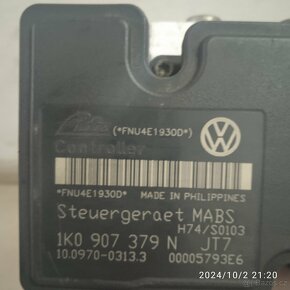 (*FNU4E1930D*)
Controller
*FNU4E1930D* MADE IN PHILIPPINES
Steuergeraet MABS
H74/S0103
1K0 907 379 N JT7
10.0970-0313.3 00005793E6
2024/10/2 21:20